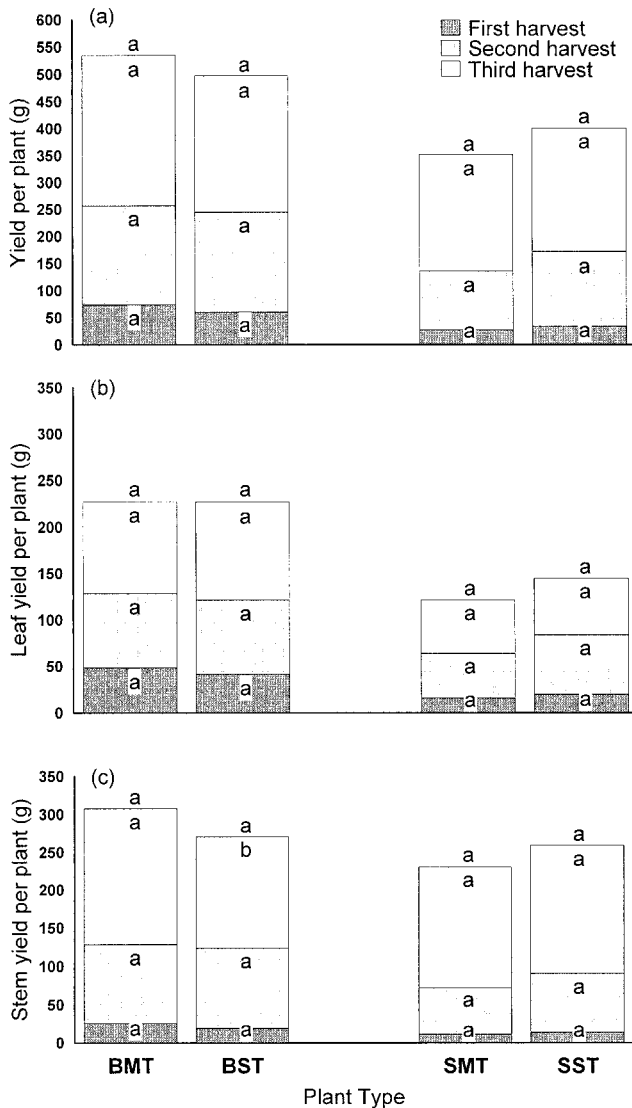 (a)
First harvest
Second harvest
Third harvest
Yield per plant (g)
600
550
500
450
400
350
300
250
200
150
100
50
0
a a a a
a a a a
a a a a
a a a a
(b)
Leaf yield per plant (g)
350
300
250
200
150
100
50
0
a a a a
a a a a
a a a a
a a a a
(c)
Stem yield per plant (g)
350
300
250
200
150
100
50
0
a a a a
a b a a
a a a a
a a a a
BMT BST SMT SST
Plant Type